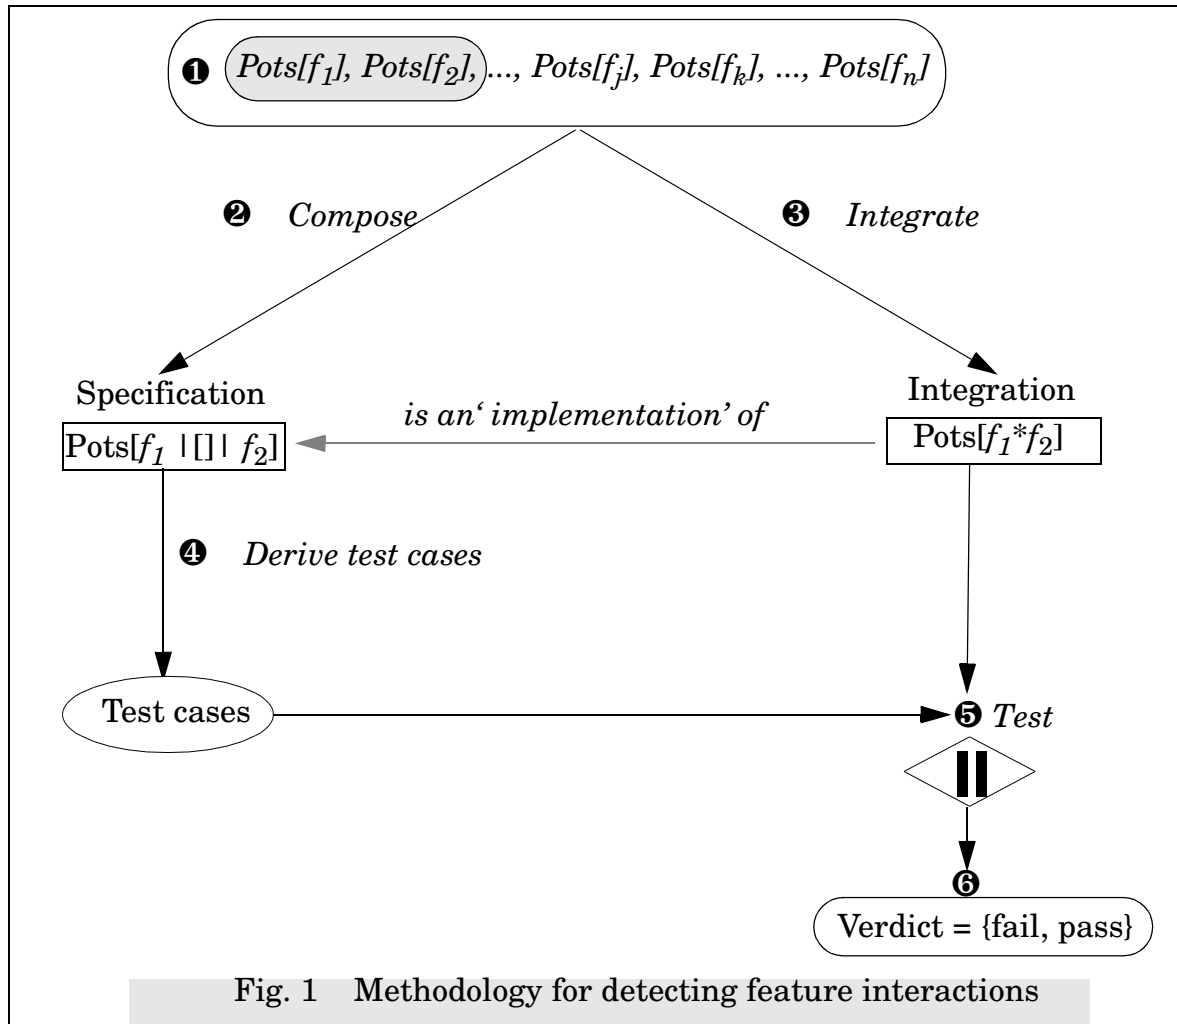 ❶ Pots[f1], Pots[f2], ..., Pots[fj], Pots[fk], ..., Pots[fn]
❷ Compose
❸ Integrate
Specification
Pots[f1 |[]| f2]
is an‘ implementation’ of
Integration
Pots[f1*f2]
❹ Derive test cases
Test cases
❺ Test
❻
Verdict = {fail, pass}
Fig. 1 Methodology for detecting feature interactions